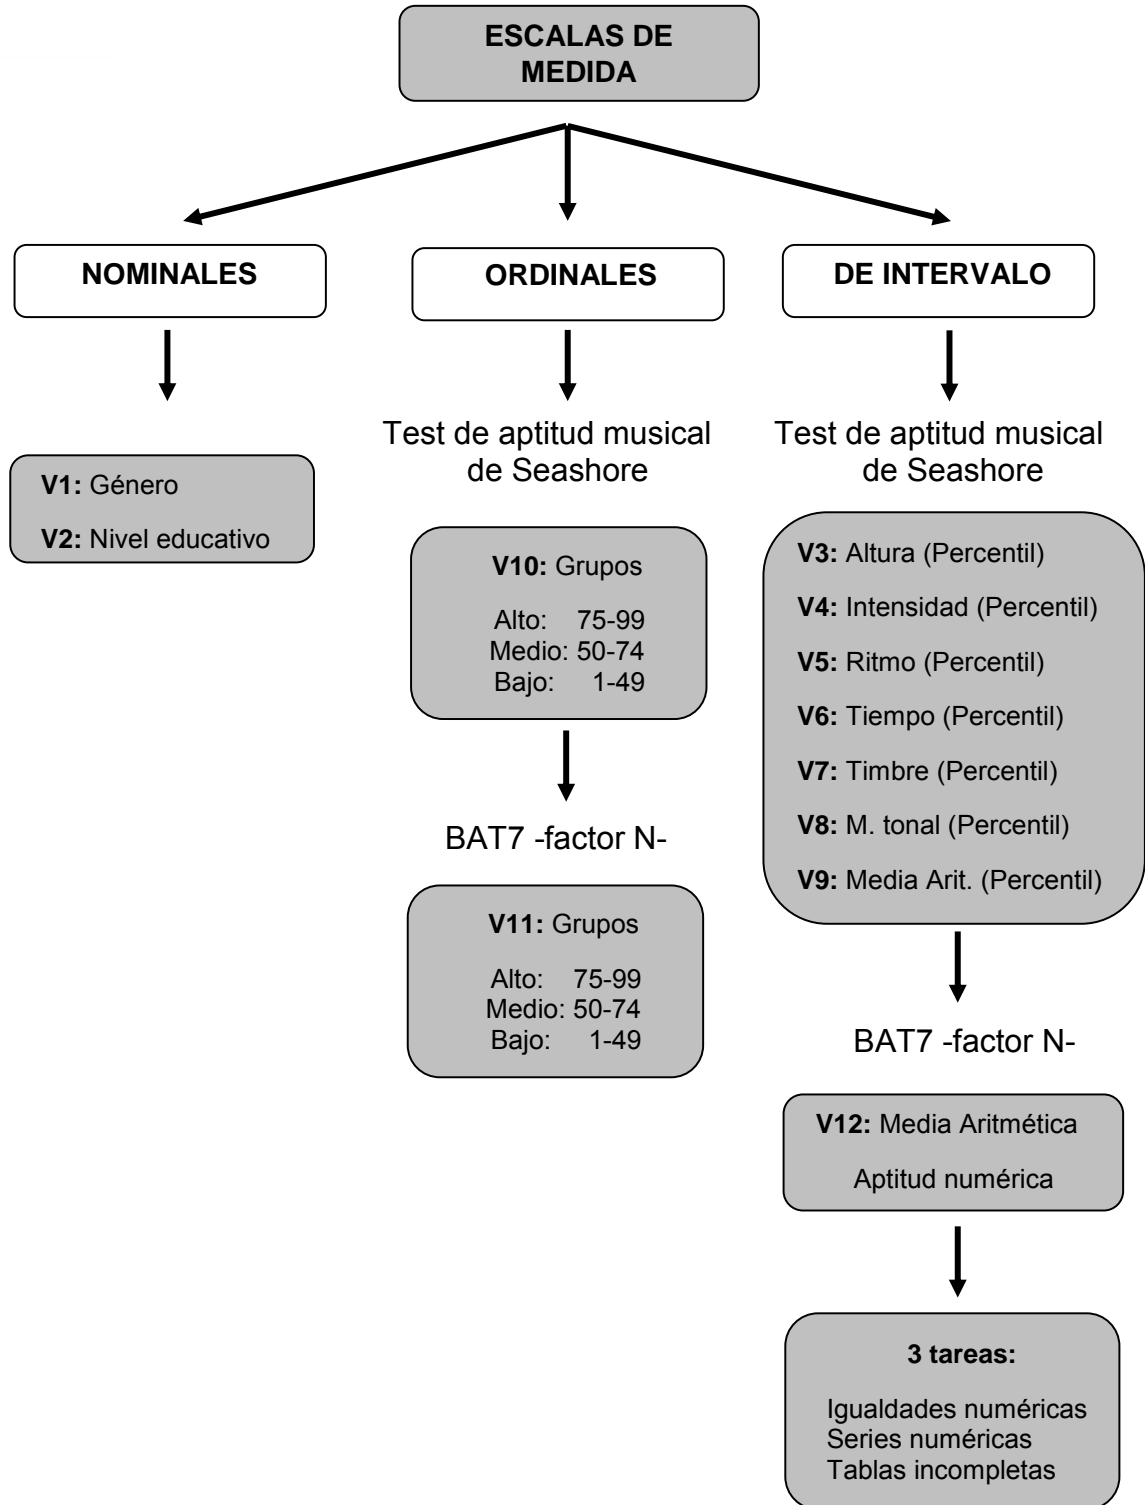 ESCALAS DE
MEDIDA
NOMINALES
V1: Género
V2: Nivel educativo
ORDINALES
Test de aptitud musical
de Seashore
V10: Grupos
Alto: 75-99
Medio: 50-74
Bajo: 1-49
BAT7 -factor N-
V11: Grupos
Alto: 75-99
Medio: 50-74
Bajo: 1-49
DE INTERVALO
Test de aptitud musical
de Seashore
V3: Altura (Percentil)
V4: Intensidad (Percentil)
V5: Ritmo (Percentil)
V6: Tiempo (Percentil)
V7: Timbre (Percentil)
V8: M. tonal (Percentil)
V9: Media Arit. (Percentil)
BAT7 -factor N-
V12: Media Aritmética
Aptitud numérica
3 tareas:
Igualdades numéricas
Series numéricas
Tablas incompletas